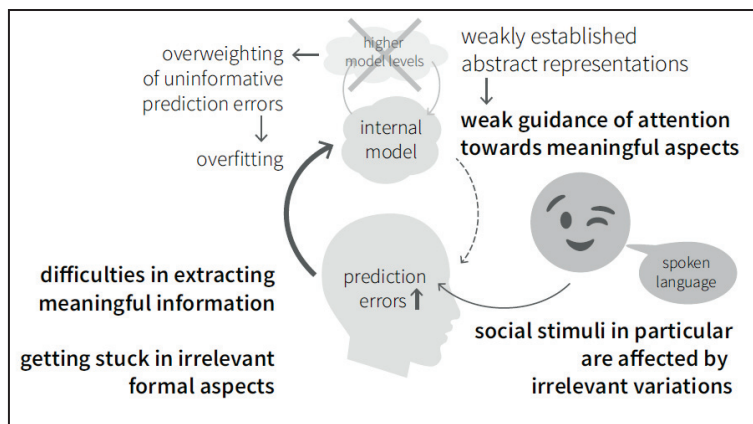 overweighting
of uninformative
prediction errors
overfitting
higher
model levels
weakly established
abstract representations
weak guidance of attention
towards meaningful aspects
internal
model
spoken
language
difficulties in extracting
meaningful information
prediction
errors
getting stuck in irrelevant
formal aspects
social stimuli in particular
are affected by
irrelevant variations